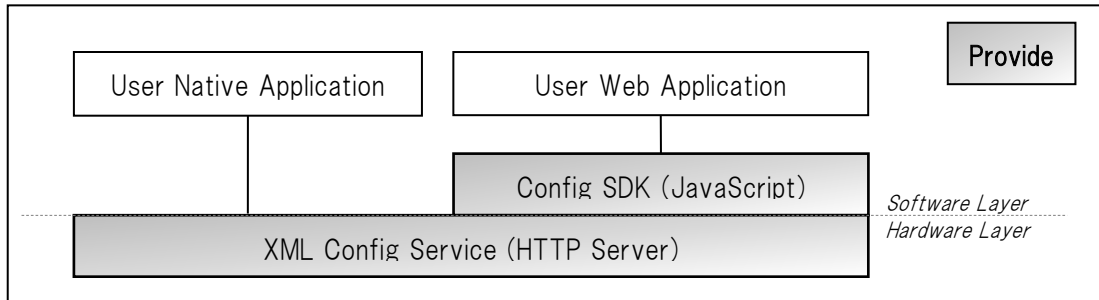 Provide
User Native Application
User Web Application
Config SDK (JavaScript)
Software Layer
Hardware Layer
XML Config Service (HTTP Server)